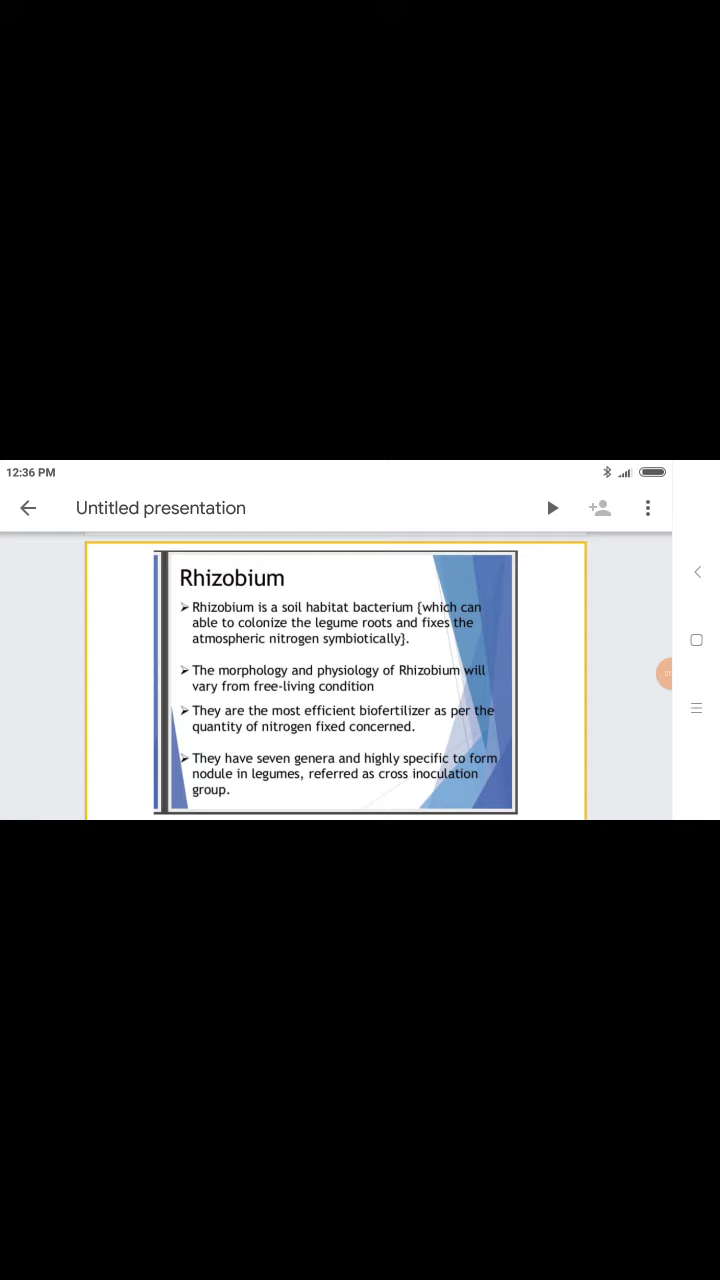 12:36 PM
Untitled presentation
Rhizobium
➢ Rhizobium is a soil habitat bacterium {which can
able to colonize the legume roots and fixes the
atmospheric nitrogen symbiotically}.
➢ The morphology and physiology of Rhizobium will
vary from free-living condition
➢ They are the most efficient biofertilizer as per the
quantity of nitrogen fixed concerned.
➢ They have seven genera and highly specific to form
nodule in legumes, referred as cross inoculation
group.